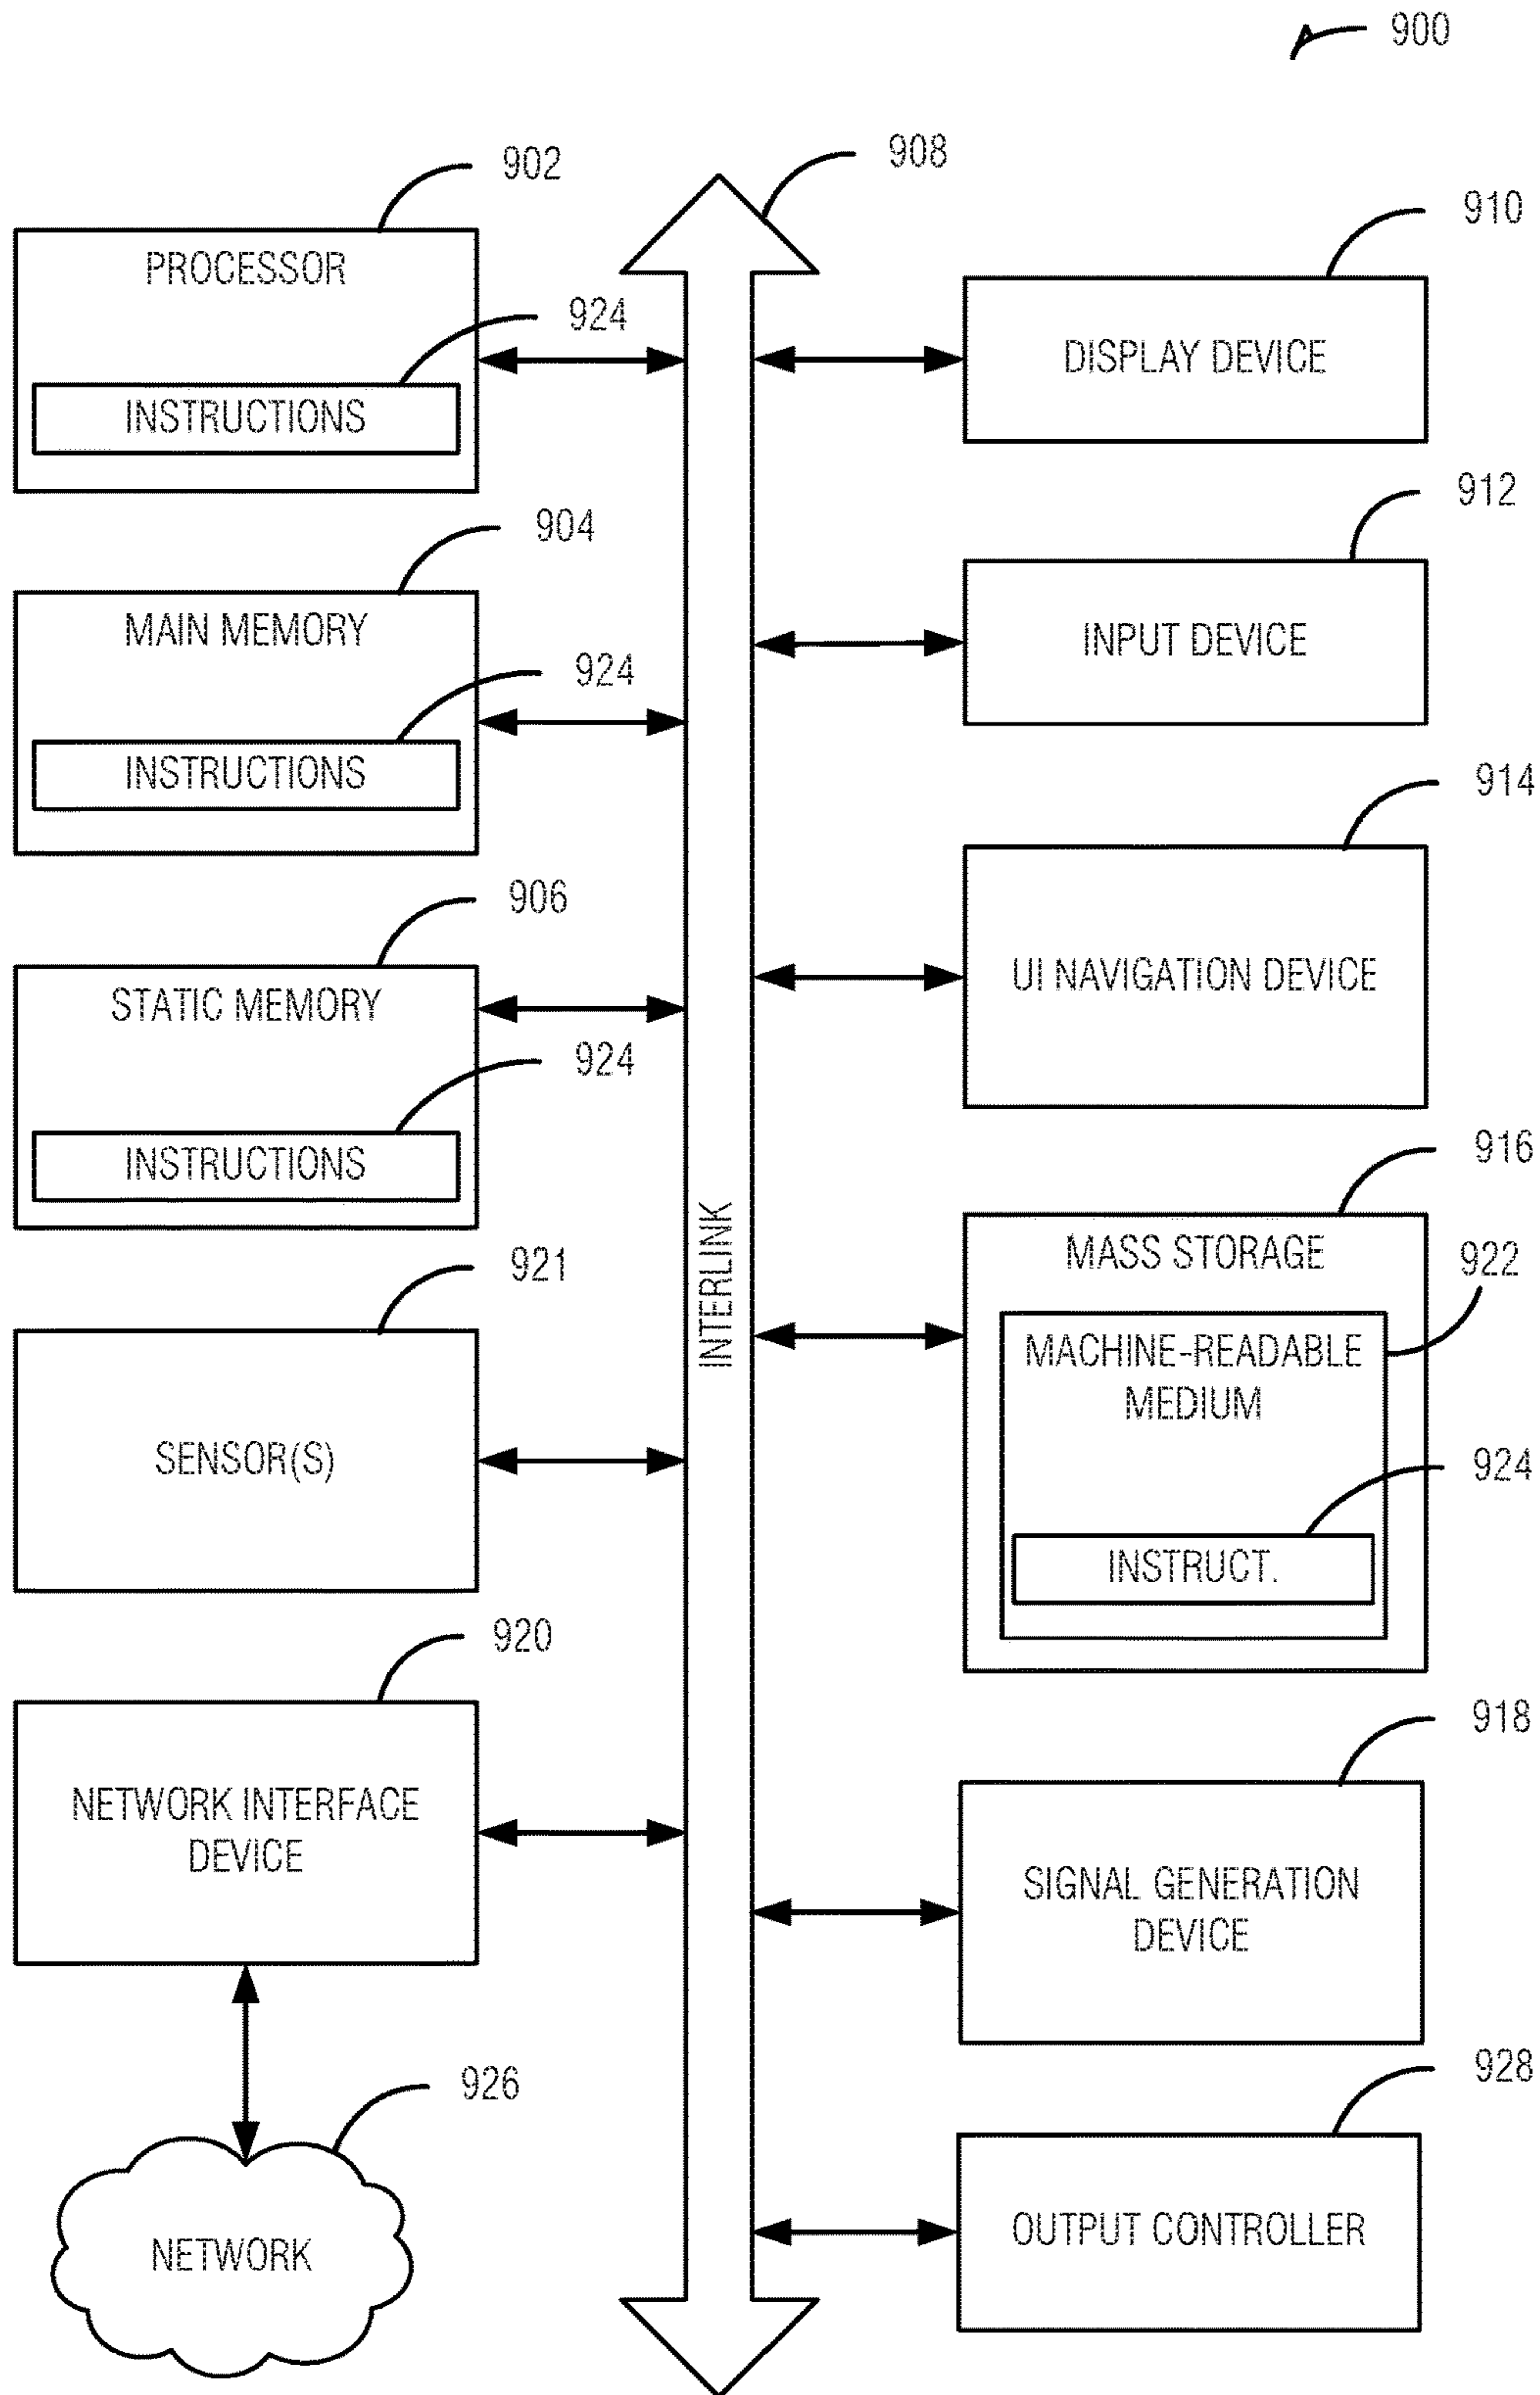 900
902
PROCESSOR
924
INSTRUCTIONS
904
MAIN MEMORY
924
INSTRUCTIONS
906
STATIC MEMORY
924
INSTRUCTIONS
921
SENSOR(S)
920
NETWORK INTERFACE
DEVICE
926
NETWORK
908
INTERLINK
910
DISPLAY DEVICE
912
INPUT DEVICE
914
UI NAVIGATION DEVICE
916
MASS STORAGE
922
MACHINE-READABLE
MEDIUM
924
INSTRUCT.
918
SIGNAL GENERATION
DEVICE
928
OUTPUT CONTROLLER